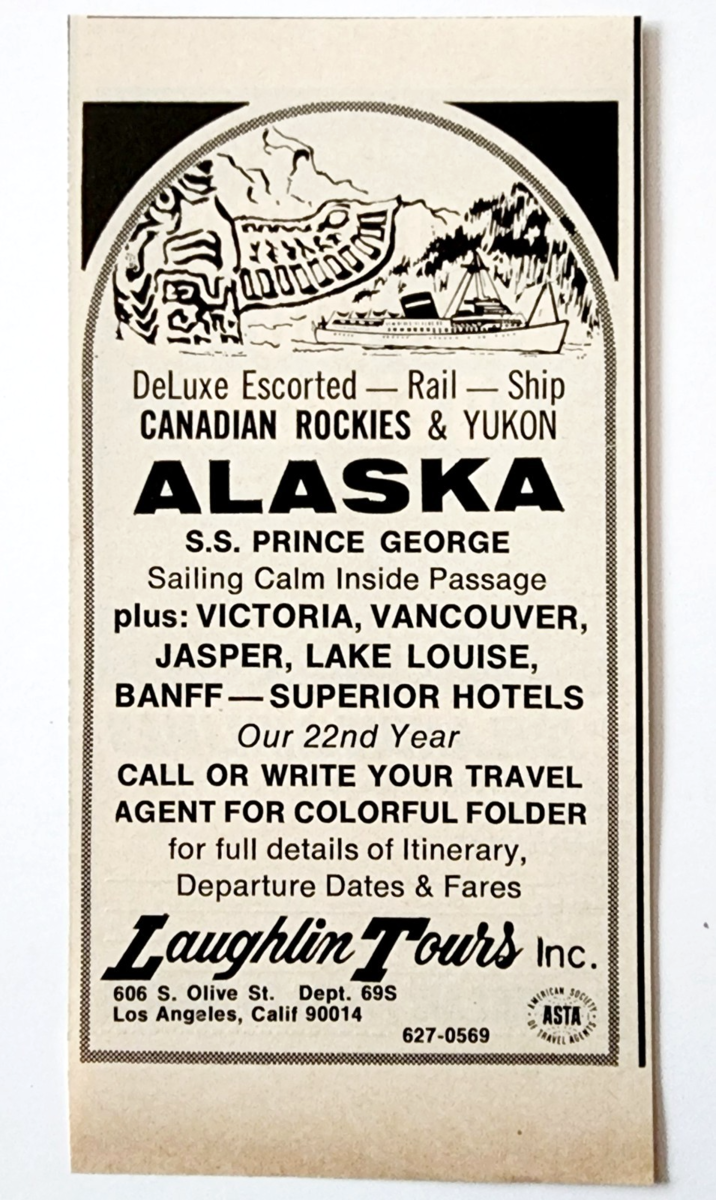 DeLuxe Escorted — Rail — Ship
CANADIAN ROCKIES & YUKON
ALASKA
S.S. PRINCE GEORGE
Sailing Calm Inside Passage
plus: VICTORIA, VANCOUVER,
JASPER, LAKE LOUISE,
BANFF — SUPERIOR HOTELS
Our 22nd Year
CALL OR WRITE YOUR TRAVEL
AGENT FOR COLORFUL FOLDER
for full details of Itinerary,
Departure Dates & Fares
Laughlin Tours Inc.
606 S. Olive St. Dept. 69S
Los Angeles, Calif 90014
627-0569
AMERICAN SOCIETY
ASTA
OF TRAVEL AGENTS